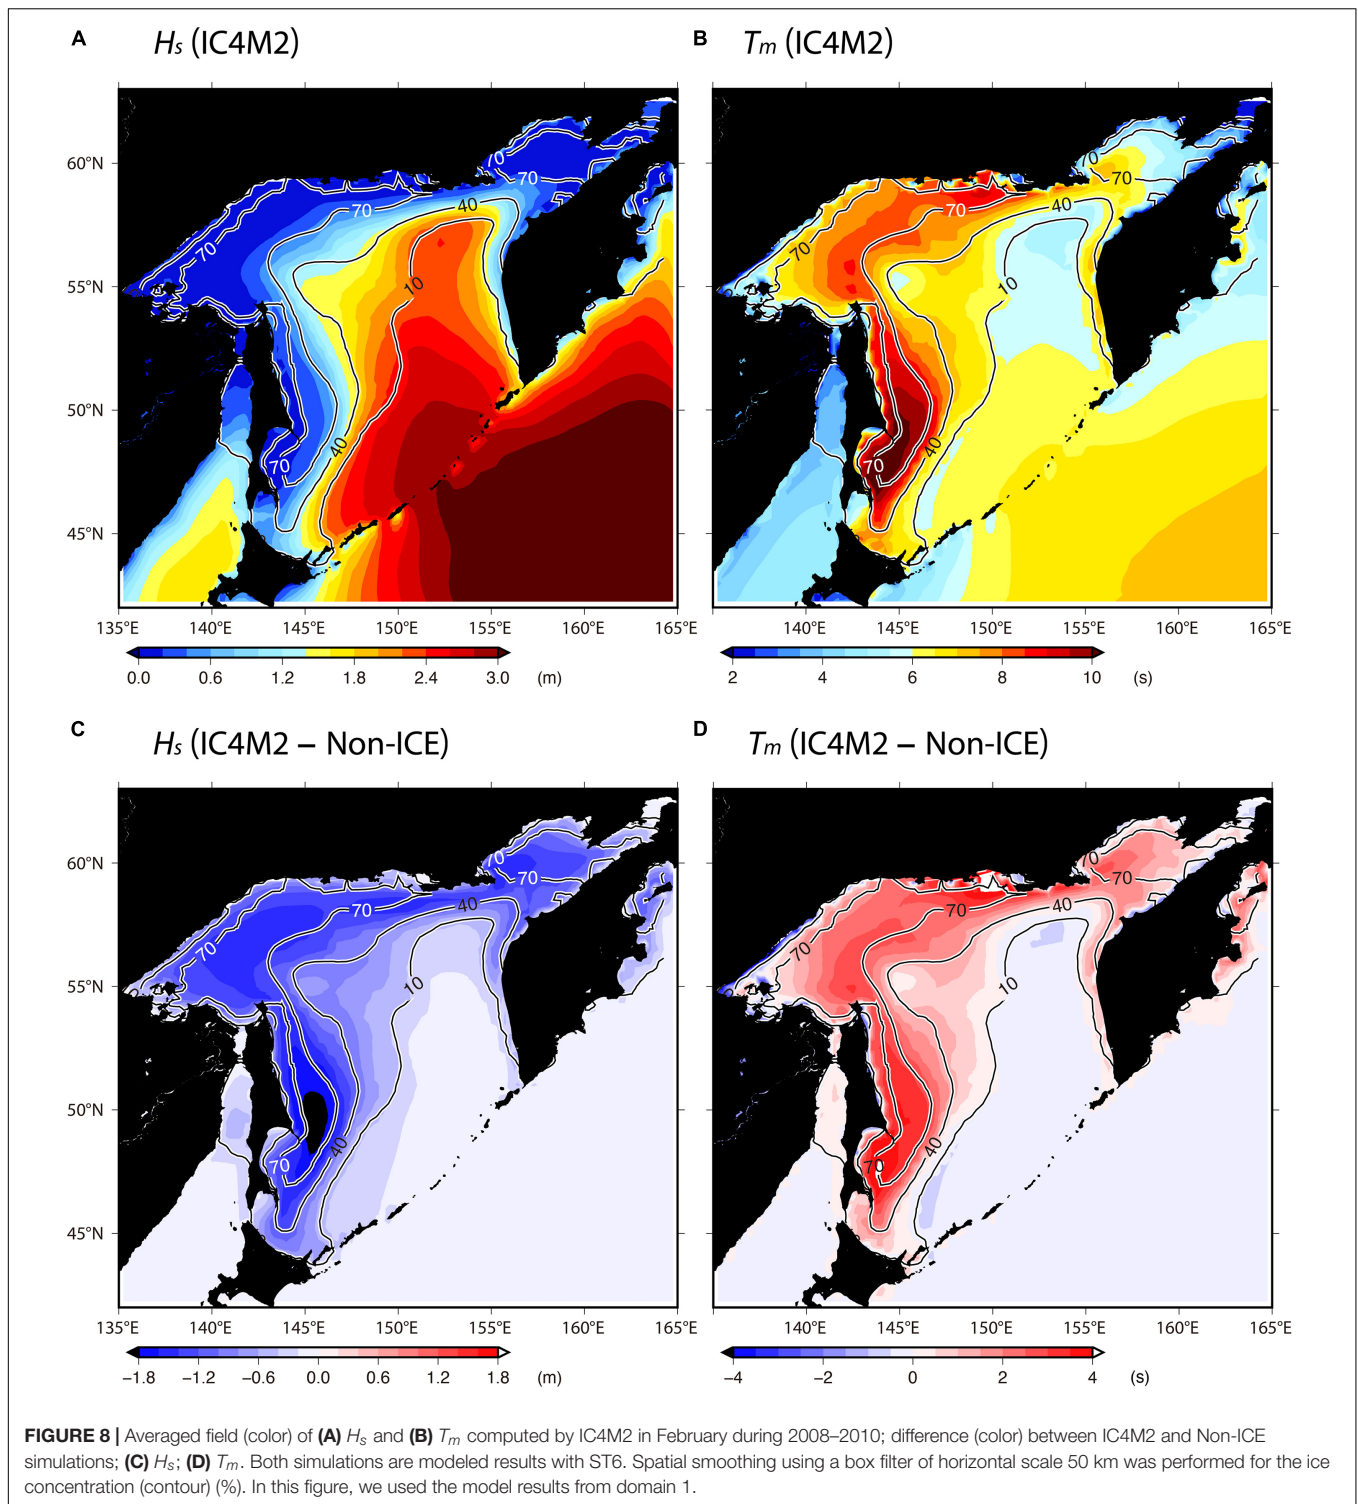 A Hs (IC4M2)
B Tm (IC4M2)
60°N
55°N
50°N
45°N
70
70
70
70
40
10
40
70
70
70
70
70
40
10
40
70
135°E 140°E 145°E 150°E 155°E 160°E 165°E
140°E 145°E 150°E 155°E 160°E 165°E
0.0 0.6 1.2 1.8 2.4 3.0 (m)
2 4 6 8 10 (s)
C Hs (IC4M2 – Non-ICE)
D Tm (IC4M2 – Non-ICE)
60°N
55°N
50°N
45°N
70
70
70
70
40
10
40
70
70
70
70
70
40
10
40
70
135°E 140°E 145°E 150°E 155°E 160°E 165°E
140°E 145°E 150°E 155°E 160°E 165°E
−1.8 −1.2 −0.6 0.0 0.6 1.2 1.8 (m)
−4 −2 0 2 4 (s)
FIGURE 8 | Averaged field (color) of (A) Hs and (B) Tm computed by IC4M2 in February during 2008–2010; difference (color) between IC4M2 and Non-ICE
simulations; (C) Hs; (D) Tm. Both simulations are modeled results with ST6. Spatial smoothing using a box filter of horizontal scale 50 km was performed for the ice
concentration (contour) (%). In this figure, we used the model results from domain 1.